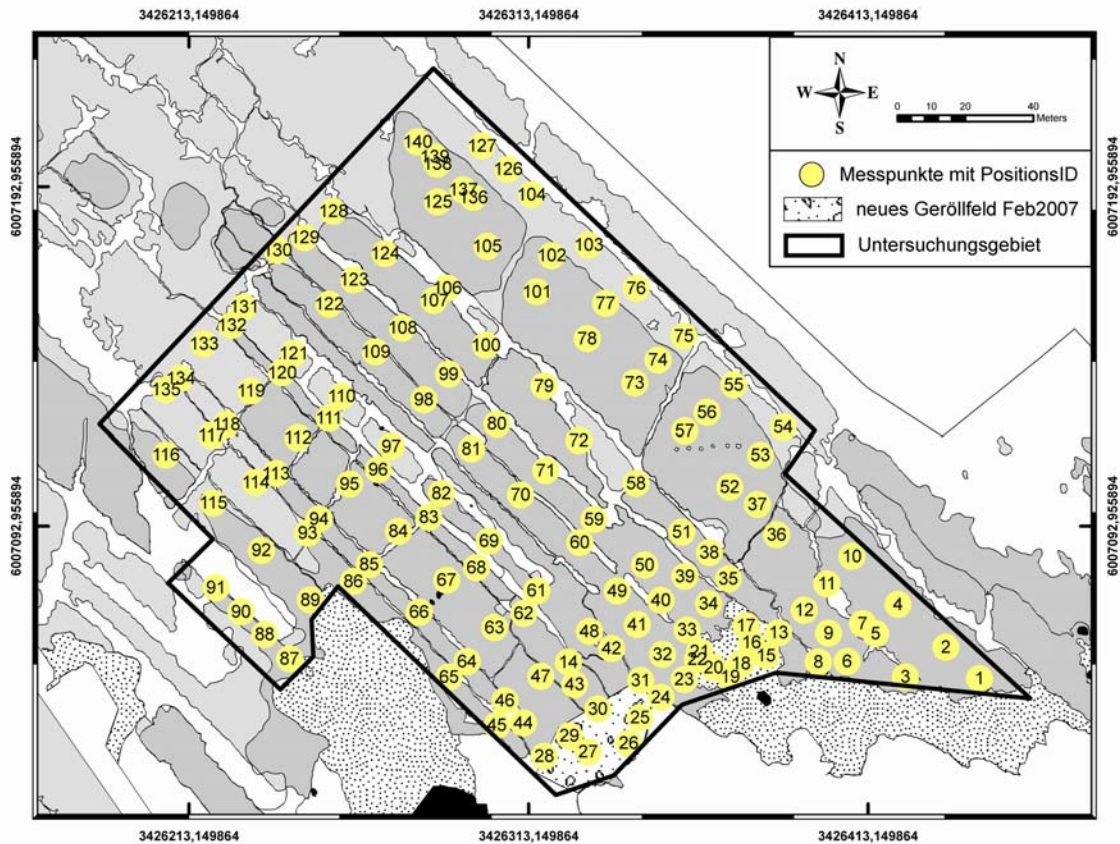 3426213,149864 3426313,149864 3426413,149864
N
W E
S
0 10 20 40
Meters
Messpunkte mit PositionsID
neues Geröllfeld Feb2007
Untersuchungsgebiet
6007192,955894 6007192,955894
6007092,955894 6007092,955894
140 127
139
138 126
137 104
125 136
128
129 105 103
130 124 102
123 106 101 76
131 122 107 77
132 108 78 75
133 121 109 100 74
134 120 99 79 73 55
135 119 110 98 56
118 111 80 57 54
117 112 97 81 72 53
116 113 96 71 58 52
114 95 82 70 37
115 94 83 59 51 36
93 84 69 60 38 10
92 85 68 50 39 35 11
91 86 67 61 49 40 34 12 4
90 89 66 62 41 17 7
88 63 48 33 16 13 9 5 2
87 64 14 42 32 21 22 18 15 8 6
65 47 43 31 23 20 19 3 1
46 30 24
45 44 25
29 26
28 27
3426213,149864 3426313,149864 3426413,149864